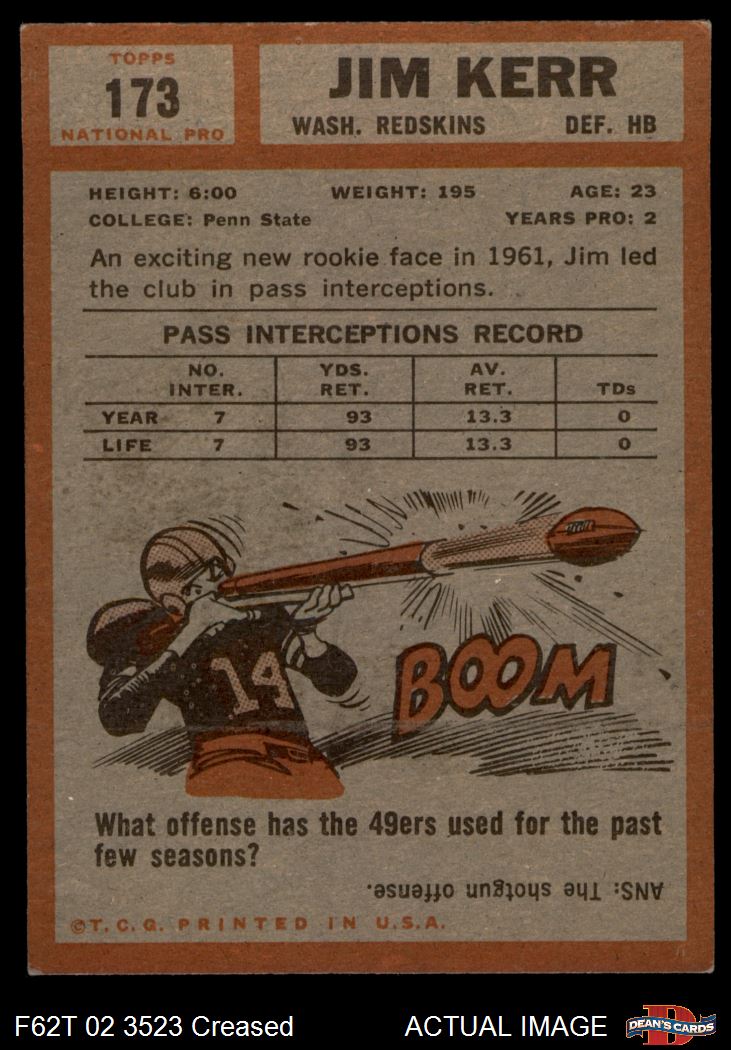 TOPPS
173
NATIONAL PRO
JIM KERR
WASH. REDSKINS DEF. HB
HEIGHT: 6:00 WEIGHT: 195 AGE: 23
COLLEGE: Penn State YEARS PRO: 2
An exciting new rookie face in 1961, Jim led
the club in pass interceptions.
PASS INTERCEPTIONS RECORD
NO. YDS. AV.
INTER. RET. RET. TDs
YEAR 7 93 13.3 0
LIFE 7 93 13.3 0
14
BOOM
What offense has the 49ers used for the past
few seasons?
ANS: The shotgun offense.
©T.C.G. PRINTED IN U.S.A.
F62T 02 3523 Creased ACTUAL IMAGE
D
DEAN'S CARDS